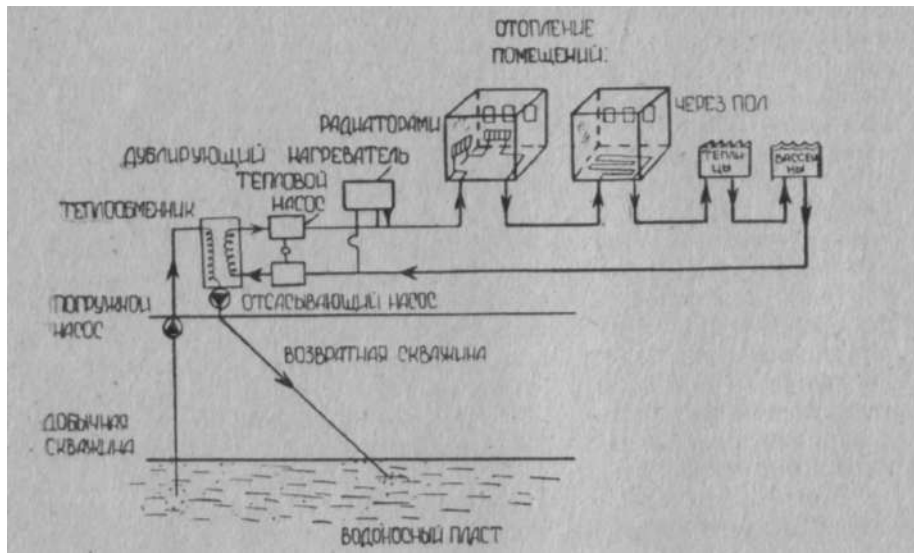 ОТОПЛЕНИЕ
ПОМЕЩЕНИЙ:
РАДИАТОРАМИ
ЧЕРЕЗ ПОЛ
ДУБЛИРУЮЩИЙ НАГРЕВАТЕЛЬ
ТЕПЛОВОЙ
НАСОС
ТЕПЛИ-
ЦЫ
БАССЕЙ
НЫ
ТЕПЛООБМЕННИК
ПОГРУЖНОЙ
НАСОС
ОТСАСЫВАЮЩИЙ НАСОС
ВОЗВРАТНАЯ СКВАЖИНА
ДОБЫЧНАЯ
СКВАЖИНА
ВОДОНОСНЫЙ ПЛАСТ